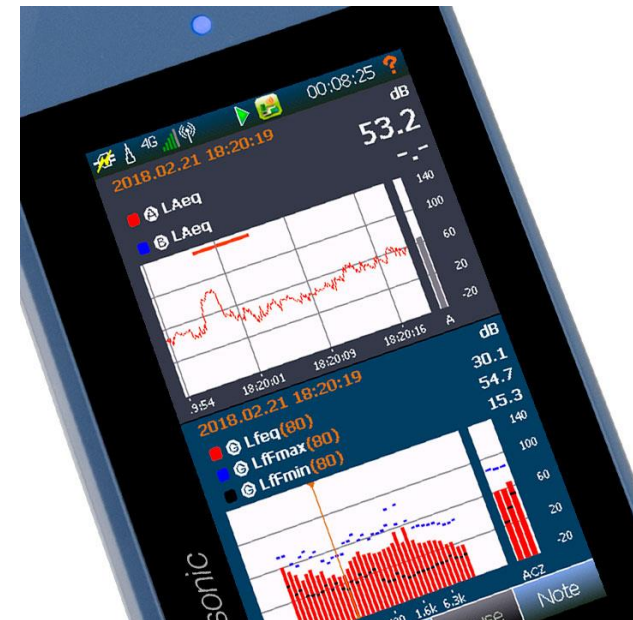 4G 00:08:25 ?
2018.02.21 18:20:19 dB
A LAeq 53.2
B LAeq -.-
140
100
60
20
-20
:9:54 18:20:01 18:20:09 18:20:16 A
2018.02.21 18:20:19 dB
G Lfeq(80) 30.1
G LfFmax(80) 54.7
G LfFmin(80) 15.3
140
100
60
20
-20
1.6k 6.3k ACZ
Note
sonic